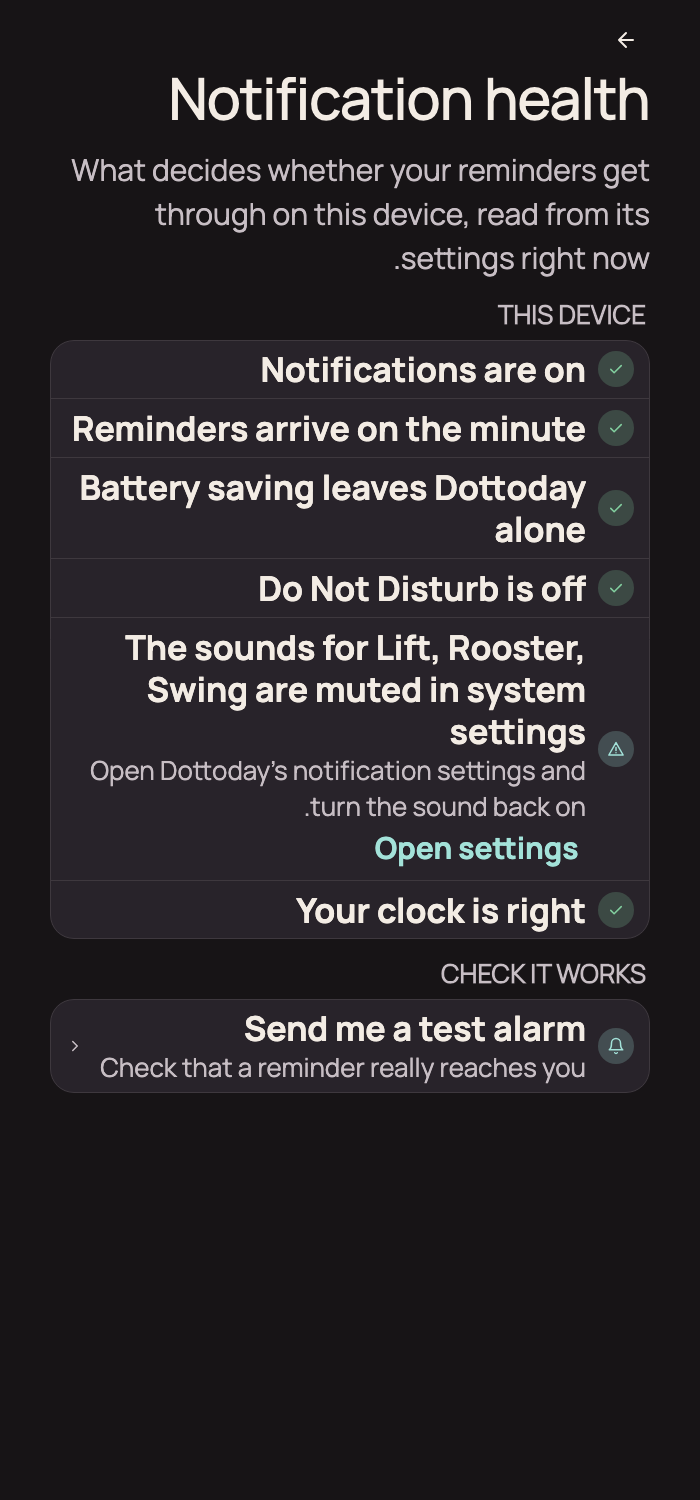 Notification health
What decides whether your reminders get
through on this device, read from its
settings right now.
THIS DEVICE
Notifications are on
Reminders arrive on the minute
Battery saving leaves Dottoday
alone
Do Not Disturb is off
The sounds for Lift, Rooster,
Swing are muted in system
settings
Open Dottoday’s notification settings and
turn the sound back on.
Open settings
Your clock is right
CHECK IT WORKS
Send me a test alarm
Check that a reminder really reaches you